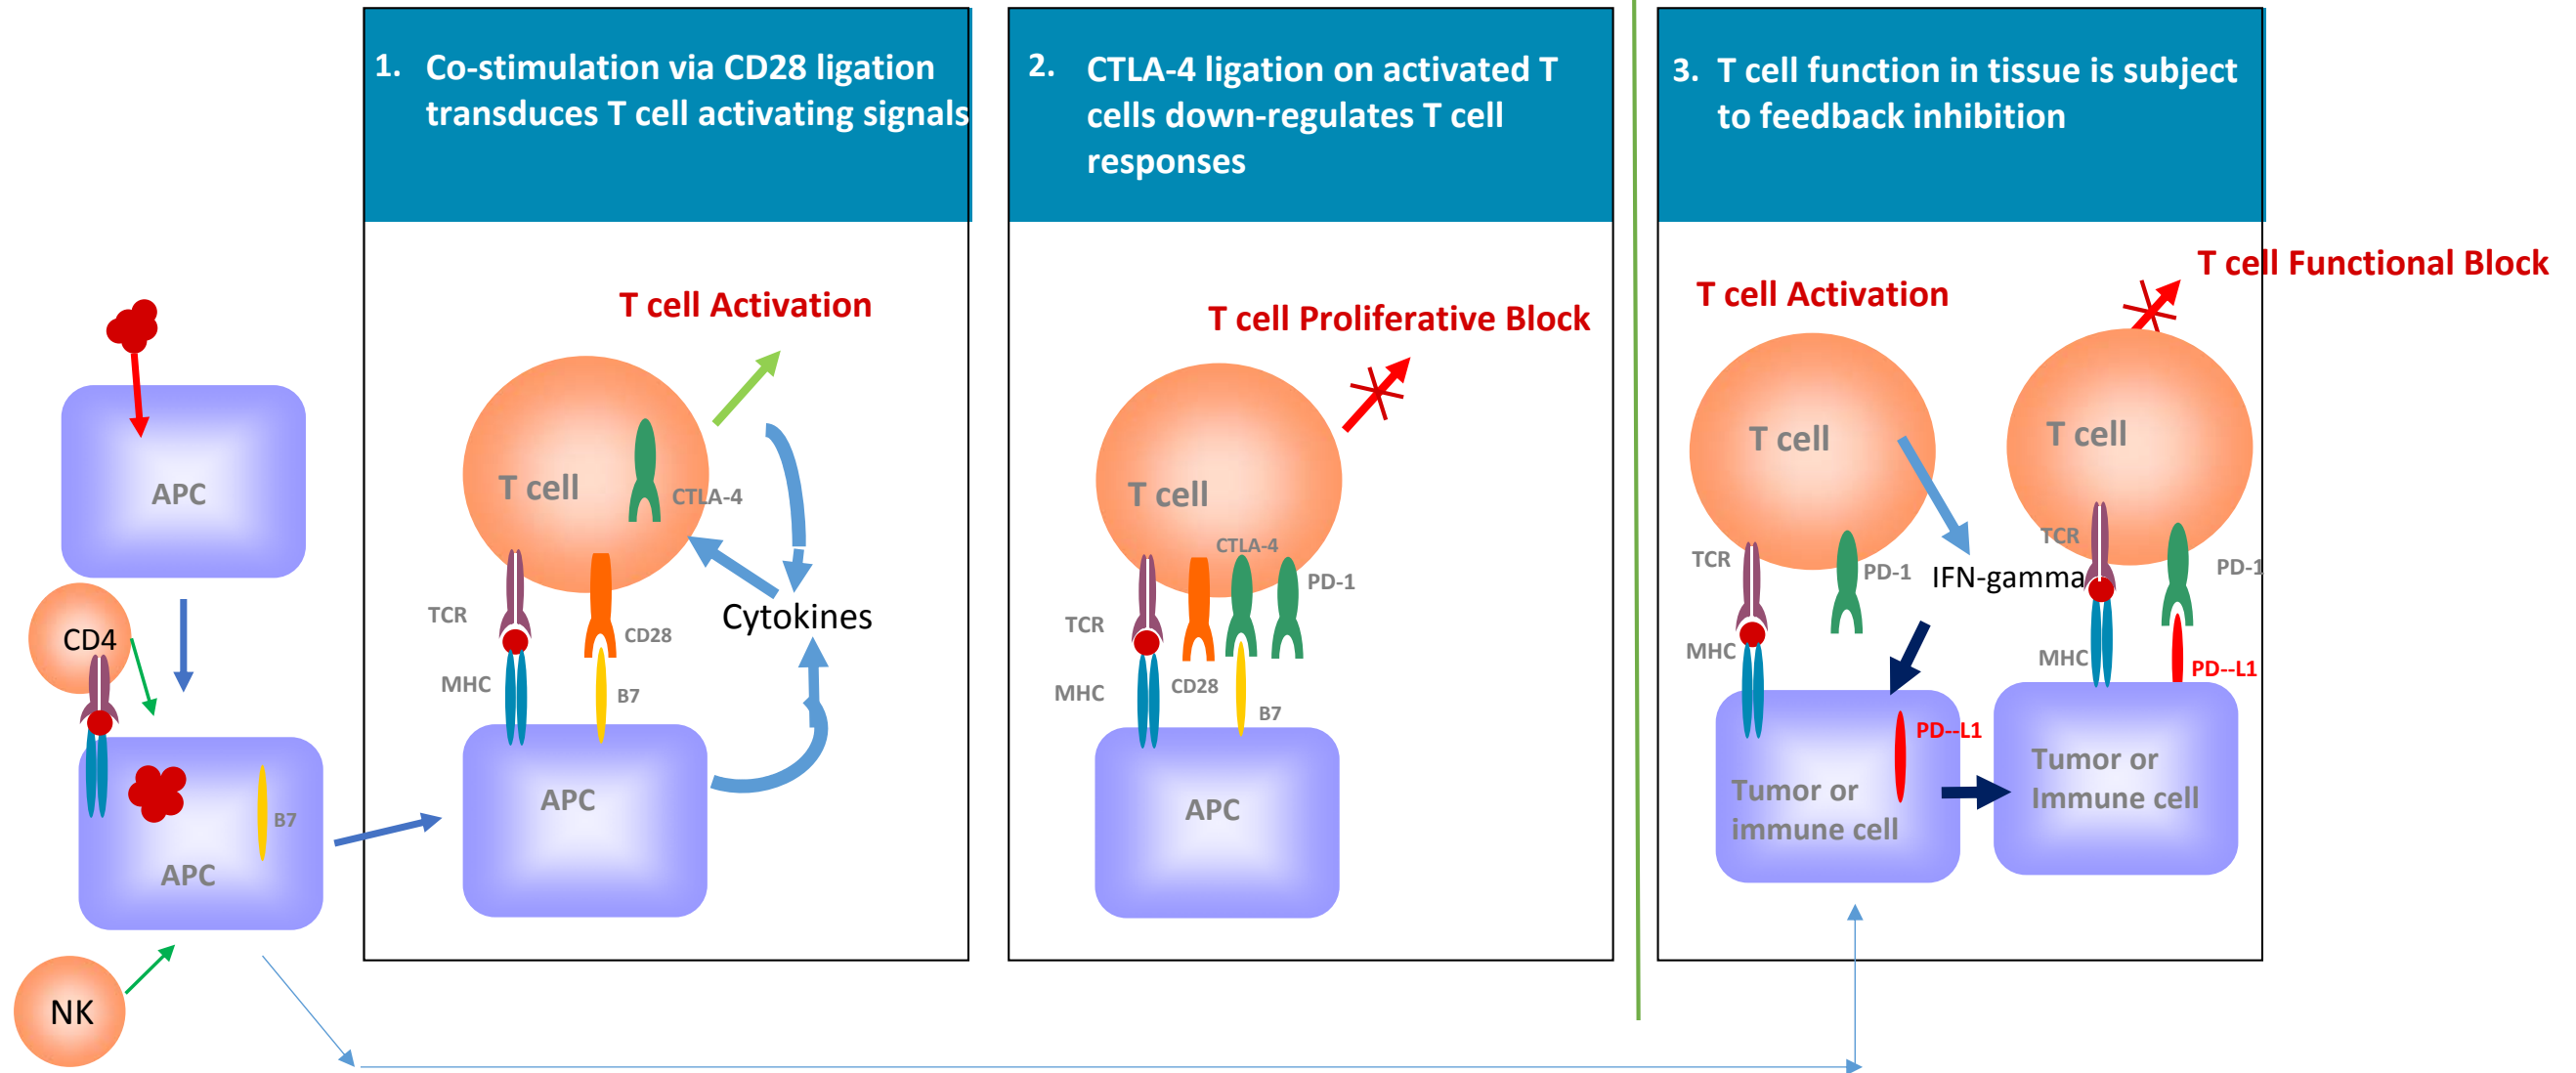 1. Co-stimulation via CD28 ligation
transduces T cell activating signals
2. CTLA-4 ligation on activated T
cells down-regulates T cell
responses
3. T cell function in tissue is subject
to feedback inhibition
APC
CD4
B7
APC
NK
T cell Activation
T cell
CTLA-4
TCR
CD28
Cytokines
MHC
B7
APC
T cell Proliferative Block
T cell
CTLA-4
PD-1
TCR
MHC
CD28
B7
APC
T cell Activation
T cell Functional Block
T cell
T cell
TCR
PD-1
IFN-gamma
TCR
PD-1
MHC
MHC
PD--L1
PD--L1
Tumor or
immune cell
Tumor or
Immune cell